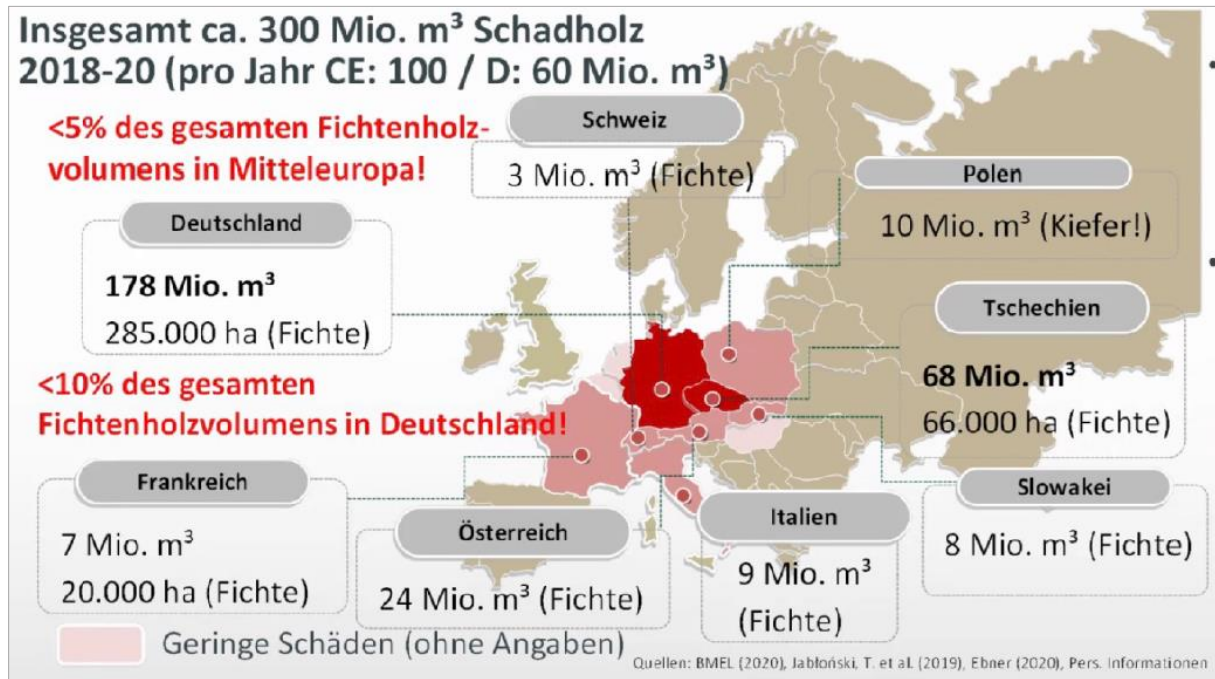 Insgesamt ca. 300 Mio. m³ Schadholz
2018-20 (pro Jahr CE: 100 / D: 60 Mio. m³)
<5% des gesamten Fichtenholz-
volumens in Mitteleuropa!
Schweiz
3 Mio. m³ (Fichte)
Polen
10 Mio. m³ (Kiefer!)
Deutschland
178 Mio. m³
285.000 ha (Fichte)
Tschechien
68 Mio. m³
66.000 ha (Fichte)
<10% des gesamten
Fichtenholzvolumens in Deutschland!
Frankreich
7 Mio. m³
20.000 ha (Fichte)
Österreich
24 Mio. m³ (Fichte)
Italien
9 Mio. m³
(Fichte)
Slowakei
8 Mio. m³ (Fichte)
Geringe Schäden (ohne Angaben)
Quellen: BMEL (2020), Jabłoński, T. et al. (2019), Ebner (2020), Pers. Informationen